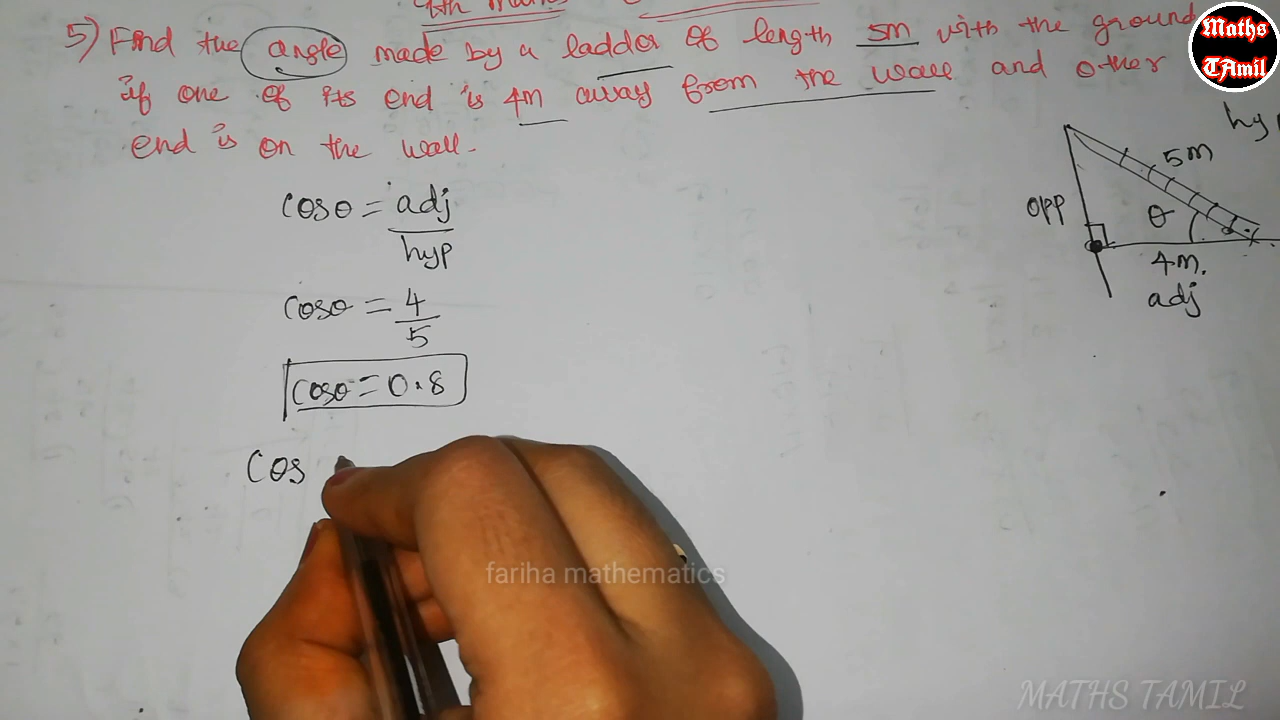 9th maths
5) Find the angle made by a ladder of length 5m with the ground
if one of its end is 4m away from the wall and other
end is on the wall.
Maths
TAmil
hy
5m
opp
θ
4m.
adj
cosθ = adj
hyp
cosθ = 4
5
cosθ = 0.8
Cos
fariha mathematics
MATHS TAMIL